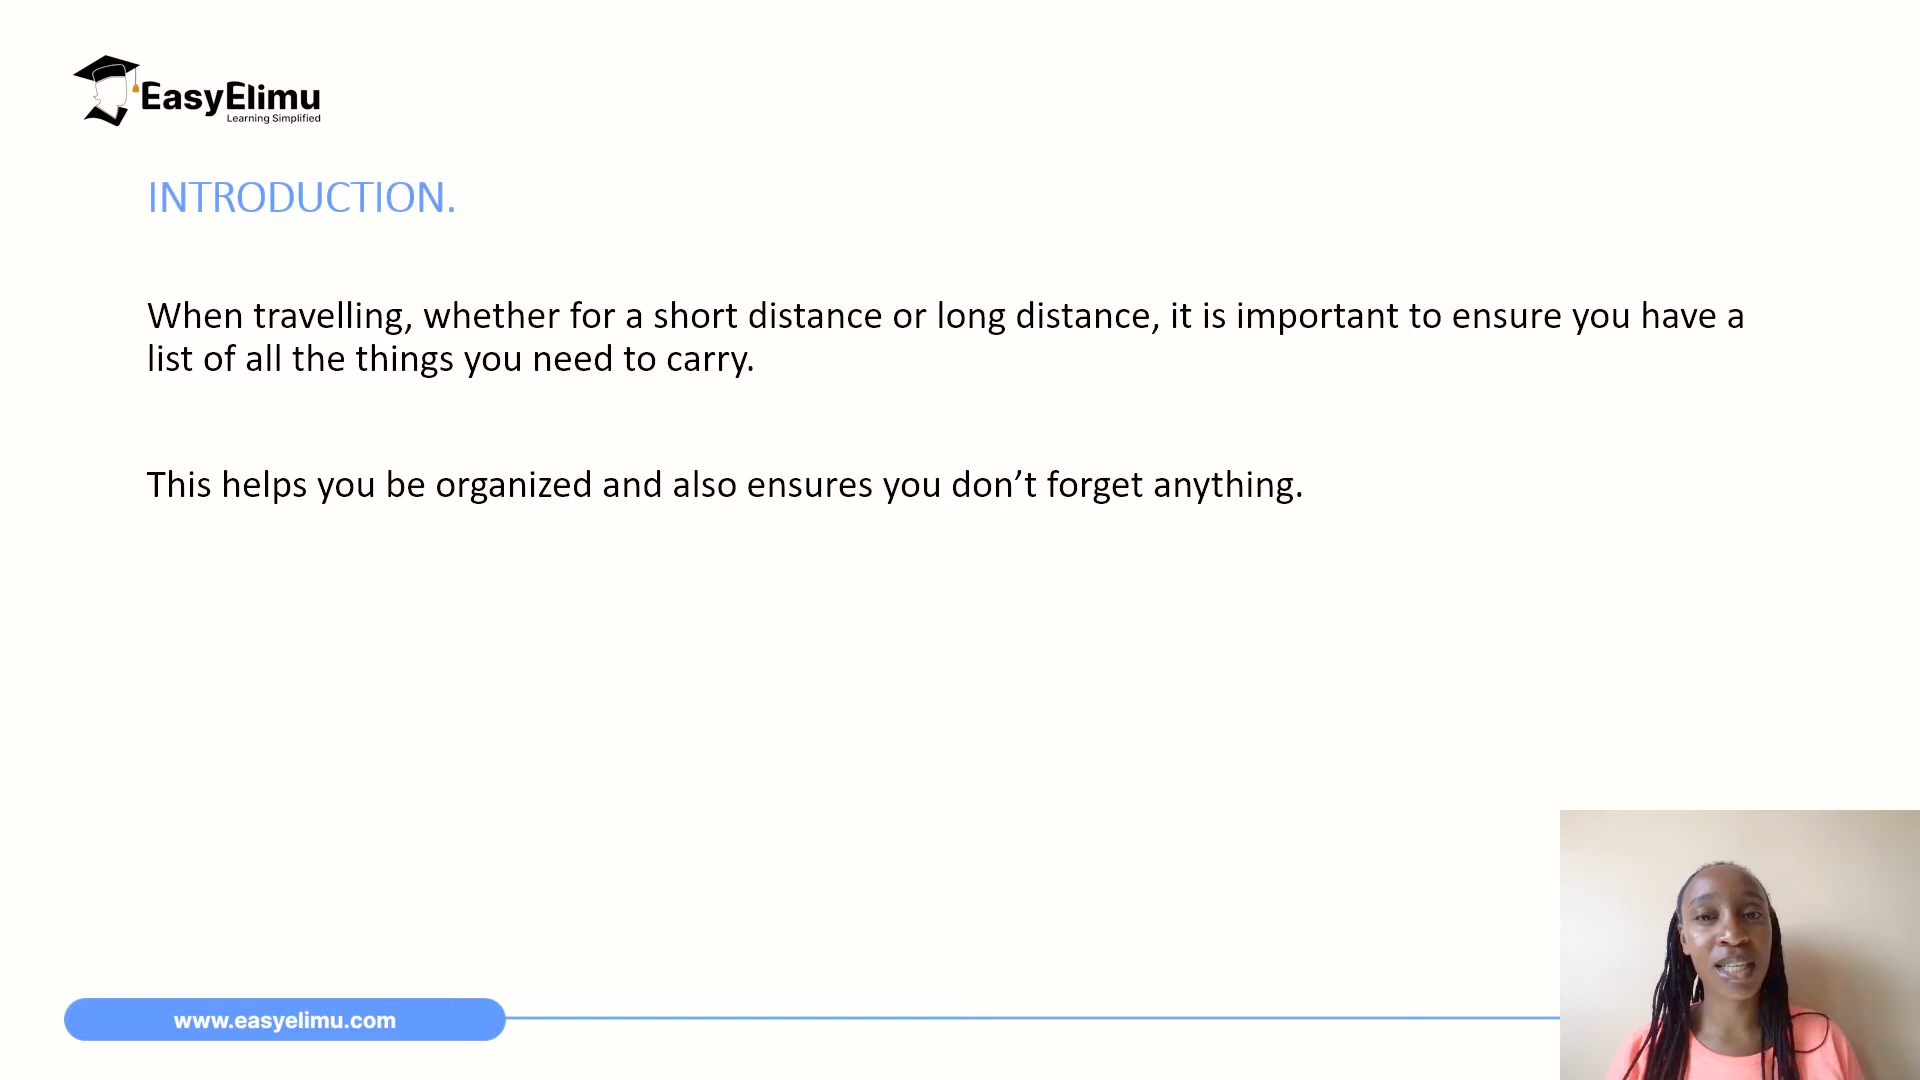 EasyElimu
Learning Simplified
INTRODUCTION.
When travelling, whether for a short distance or long distance, it is important to ensure you have a
list of all the things you need to carry.
This helps you be organized and also ensures you don’t forget anything.
www.easyelimu.com